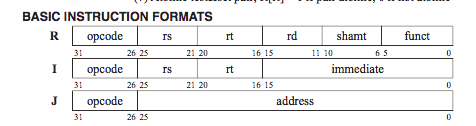 BASIC INSTRUCTION FORMATS
R opcode rs rt rd shamt funct
31 26 25 21 20 16 15 11 10 6 5 0
I opcode rs rt immediate
31 26 25 21 20 16 15 0
J opcode address
31 26 25 0